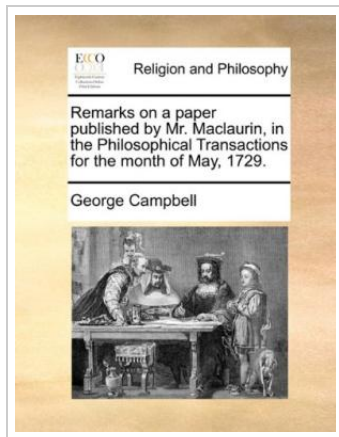 ECCO
Religion and Philosophy
Remarks on a paper
published by Mr. Maclaurin, in
the Philosophical Transactions
for the month of May, 1729.
George Campbell